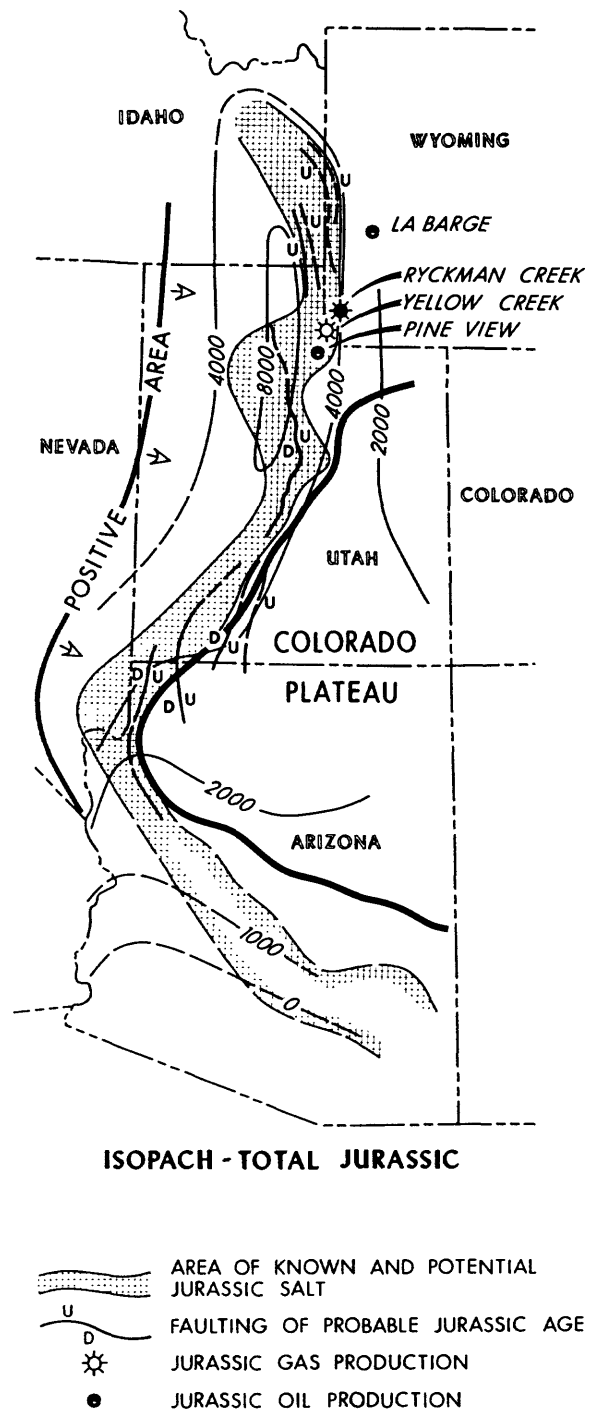 IDAHO
WYOMING
U
U
LA BARGE
U
U
RYCKMAN CREEK
YELLOW CREEK
PINE VIEW
POSITIVE AREA
4000
8000
4000
2000
NEVADA
U
D
COLORADO
UTAH
U
D
U
COLORADO
D
U
PLATEAU
D
U
2000
ARIZONA
1000
0
ISOPACH - TOTAL JURASSIC
AREA OF KNOWN AND POTENTIAL
JURASSIC SALT
U
D
FAULTING OF PROBABLE JURASSIC AGE
JURASSIC GAS PRODUCTION
JURASSIC OIL PRODUCTION